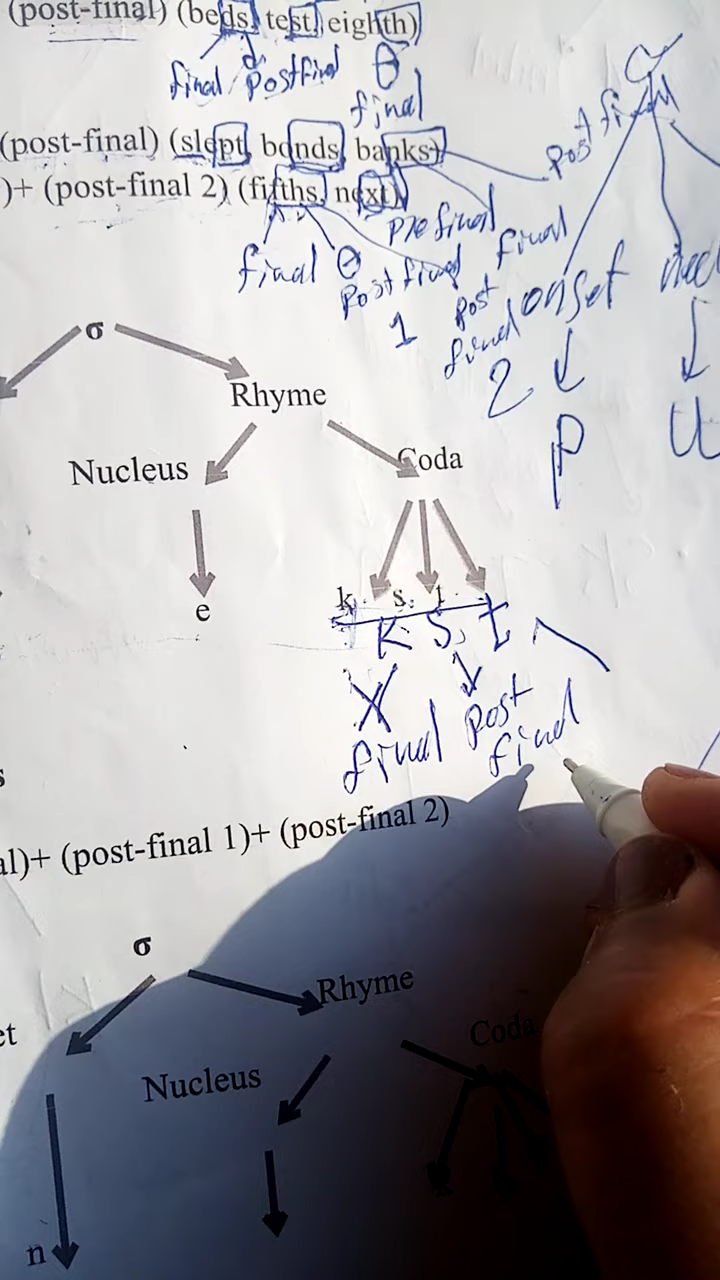 (post-final) (beds, test, eighth)
final postfinal θ
final
(post-final) (slept, bonds, banks)
post final
)+ (post-final 2) (fifths, next)
pre final
final
final θ
post final
1
post
final
2
onset
P
U
σ
Rhyme
Nucleus
Coda
e
k. s. t
k. s, t
X
final
post
final
s
al)+ (post-final 1)+ (post-final 2)
σ
Rhyme
et
Coda
Nucleus
n